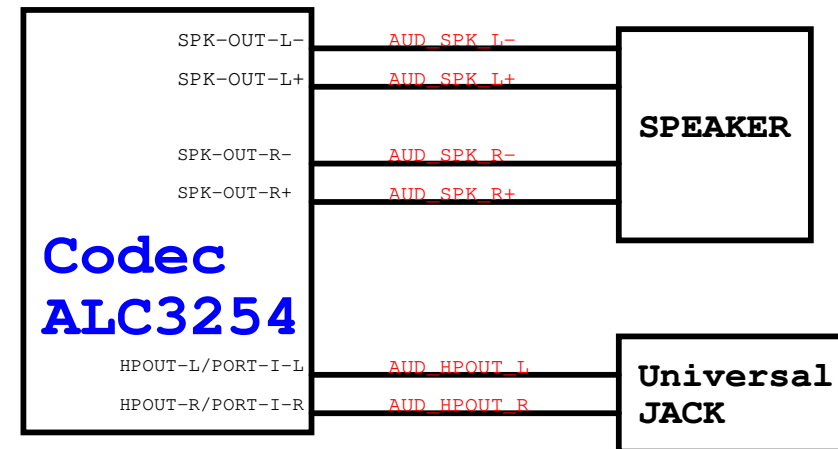 SPK-OUT-L- AUD_SPK_L-
SPK-OUT-L+ AUD_SPK_L+
SPEAKER
SPK-OUT-R- AUD_SPK_R-
SPK-OUT-R+ AUD_SPK_R+
Codec
ALC3254
HPOUT-L/PORT-I-L AUD_HPOUT_L
Universal
HPOUT-R/PORT-I-R AUD_HPOUT_R
JACK